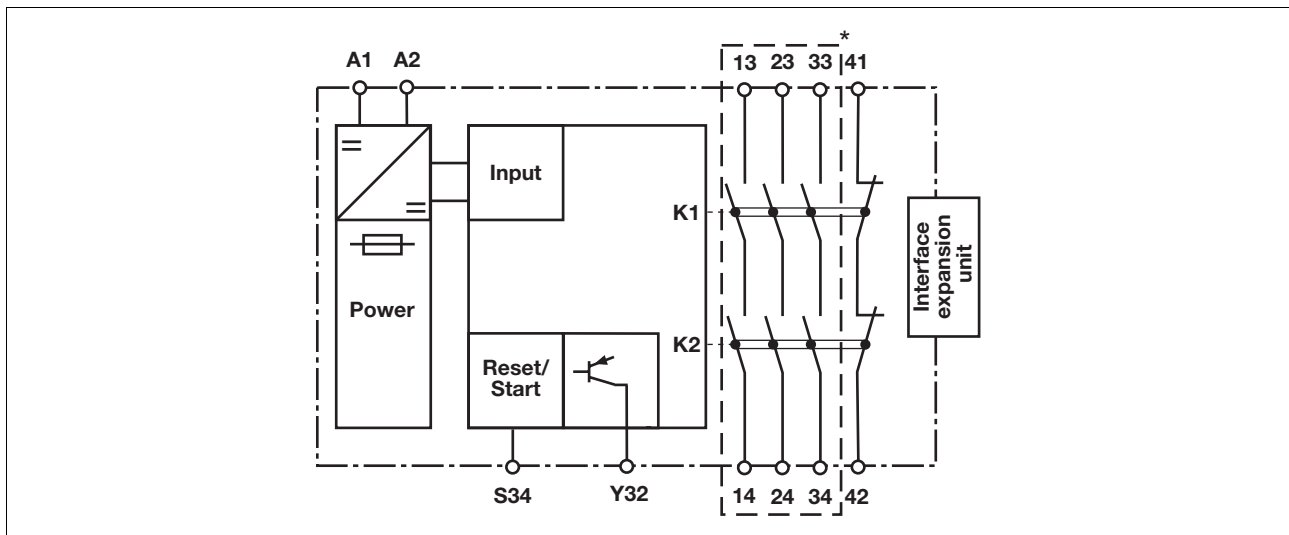 *
A1 A2 13 23 33 41
Input
K1
Interface
expansion
unit
Power
K2
Reset/
Start
S34 Y32 14 24 34 42